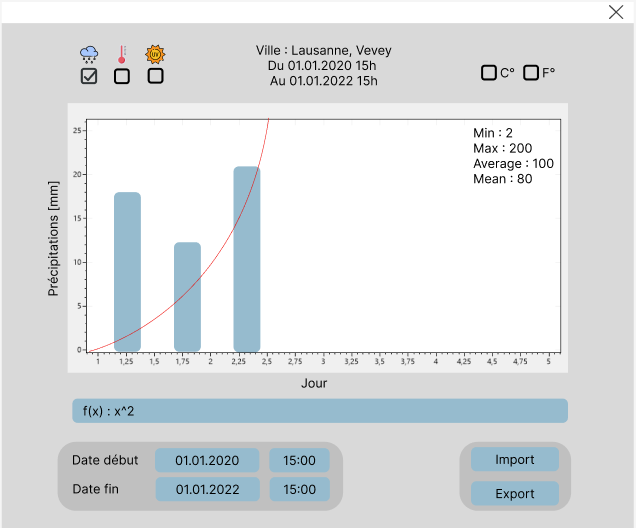 UV
Ville : Lausanne, Vevey
Du 01.01.2020 15h
Au 01.01.2022 15h
C° F°
Min : 2
Max : 200
Average : 100
Mean : 80
Précipitations [mm]
25
20
15
10
5
0
1 1,25 1,5 1,75 2 2,25 2,5 2,75 3 3,25 3,5 3,75 4 4,25 4,5 4,75 5
Jour
f(x) : x^2
Date début 01.01.2020 15:00
Date fin 01.01.2022 15:00
Import
Export